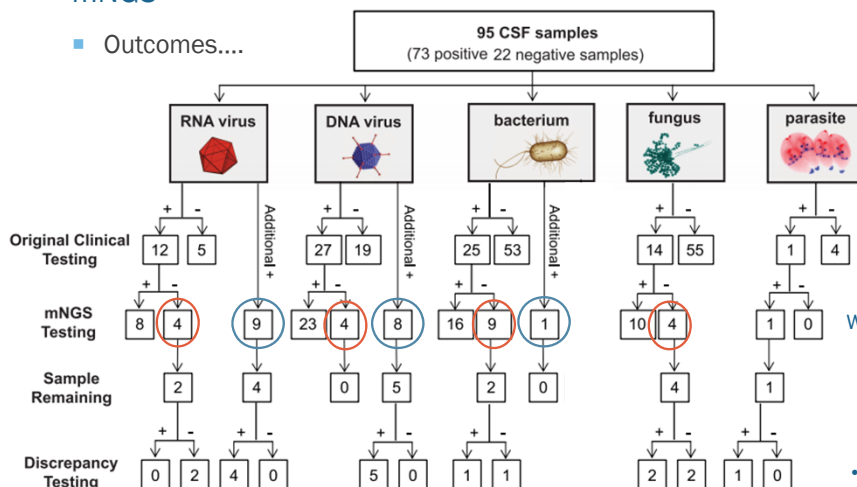 ▪ Outcomes....
95 CSF samples
(73 positive 22 negative samples)
RNA virus DNA virus bacterium fungus parasite
+ - Additional + + - Additional + + - Additional + + - + -
Original Clinical Testing
12 5 27 19 25 53 14 55 1 4
+ - + - + - + - + -
mNGS Testing
8 4 9 23 4 8 16 9 1 10 4 1 0
Sample Remaining
2 4 0 5 2 0 4 1
+ - + - + - + - + - + -
Discrepancy Testing
0 2 4 0 5 0 1 1 2 2 1 0